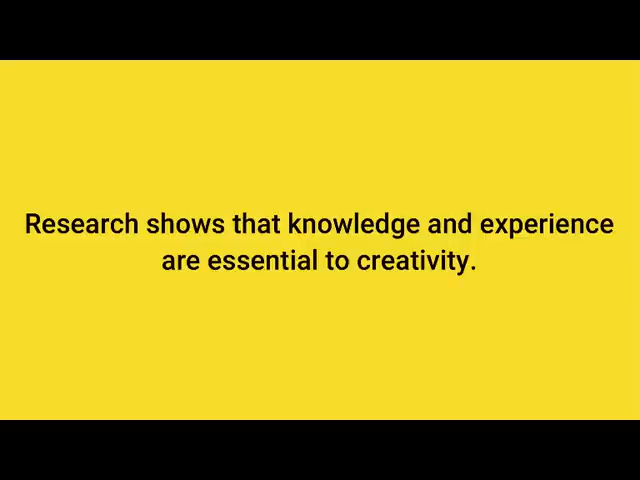 Research shows that knowledge and experience
are essential to creativity.